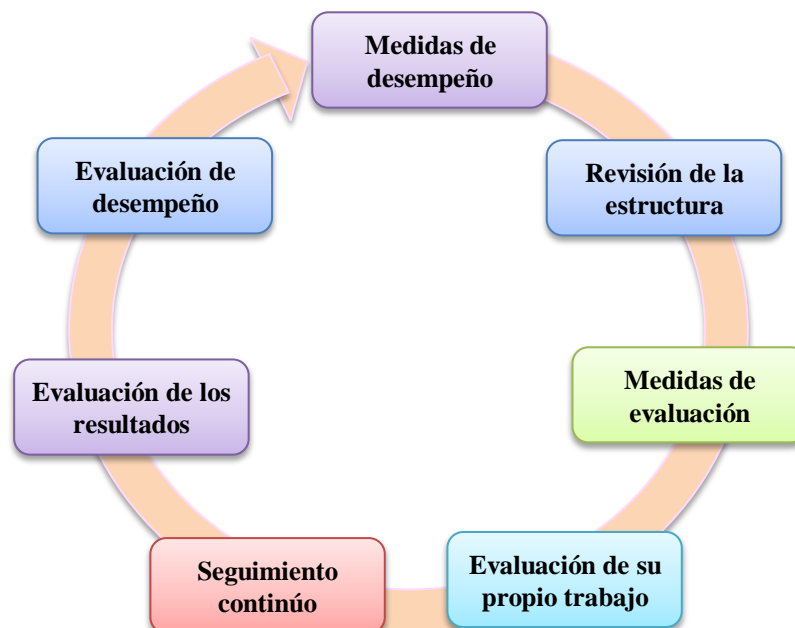 Medidas de
desempeño
Revisión de la
estructura
Medidas de
evaluación
Evaluación de su
propio trabajo
Seguimiento
continúo
Evaluación de los
resultados
Evaluación de
desempeño